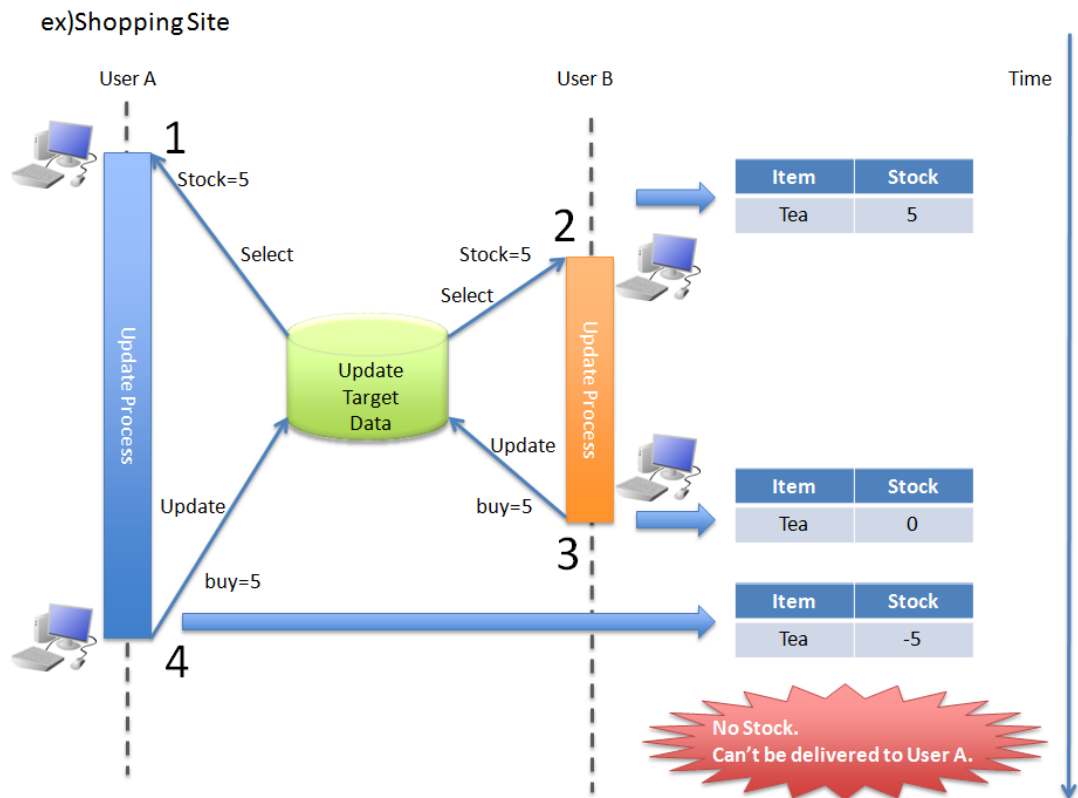 ex)Shopping Site
User A
User B
Time
1
Stock=5
Select
2
Stock=5
Select
Item Stock
Tea 5
Update Process
Update
Target
Data
Update Process
Update
buy=5
3
Item Stock
Tea 0
Update
buy=5
4
Item Stock
Tea -5
No Stock.
Can't be delivered to User A.